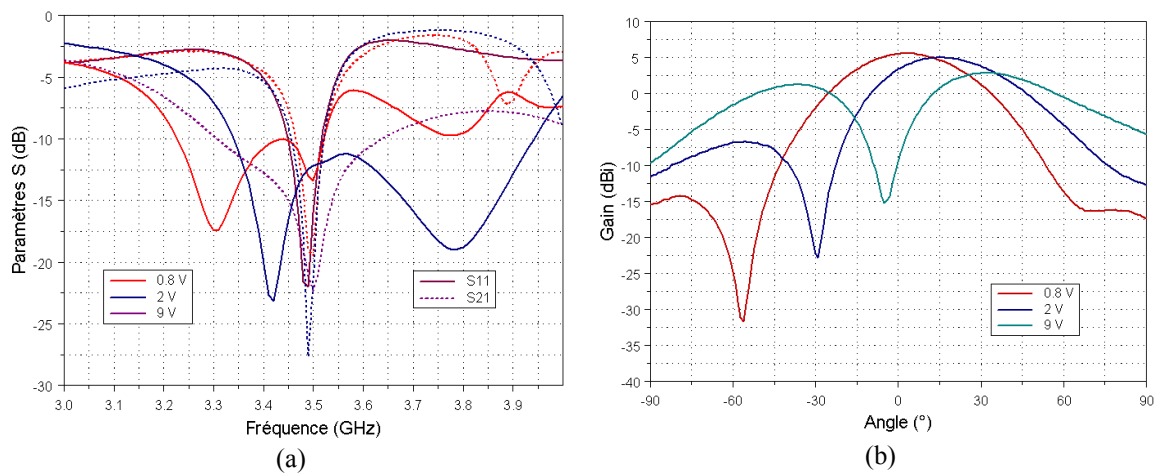 0
-5
-10
-15
-20
-25
-30
Paramètres S (dB)
0.8 V
2 V
9 V
S11
S21
3.0 3.1 3.2 3.3 3.4 3.5 3.6 3.7 3.8 3.9
Fréquence (GHz)
(a)
10
5
0
-5
-10
-15
-20
-25
-30
-35
-40
Gain (dBi)
0.8 V
2 V
9 V
-90 -60 -30 0 30 60 90
Angle (°)
(b)